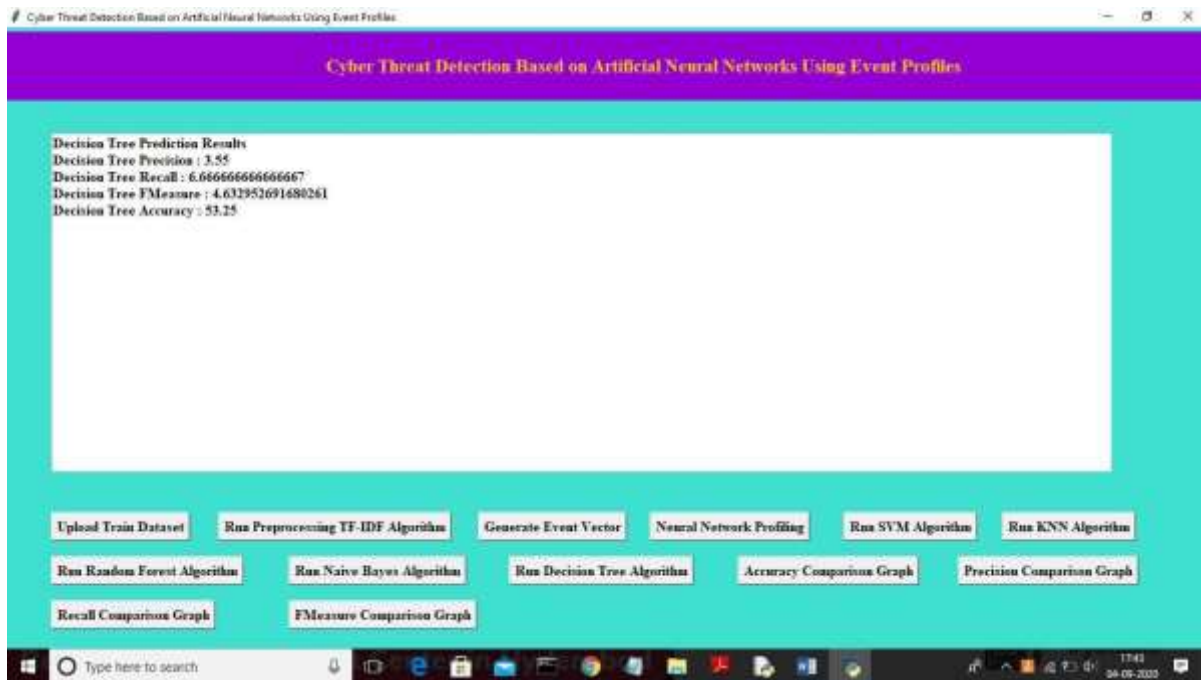 Cyber Threat Detection Based on Artificial Neural Networks Using Event Profiles
Cyber Threat Detection Based on Artificial Neural Networks Using Event Profiles
Decision Tree Prediction Results
Decision Tree Precision : 3.55
Decision Tree Recall : 6.666666666666667
Decision Tree FMeasure : 4.632952691680261
Decision Tree Accuracy : 53.25
Upload Train Dataset
Run Preprocessing TF-IDF Algorithm
Generate Event Vector
Neural Network Profiling
Run SVM Algorithm
Run KNN Algorithm
Run Random Forest Algorithm
Run Naive Bayes Algorithm
Run Decision Tree Algorithm
Accuracy Comparison Graph
Precision Comparison Graph
Recall Comparison Graph
FMeasure Comparison Graph
Type here to search
17:43
04-09-2020